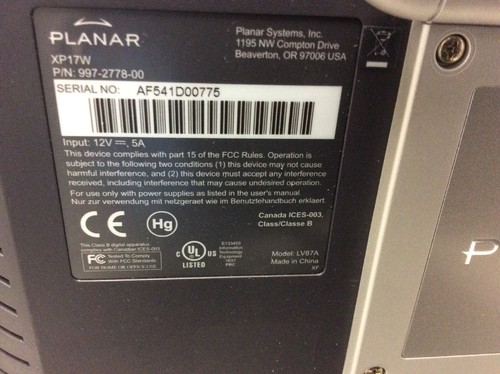 PLANAR
Planar Systems, Inc.
1195 NW Compton Drive
Beaverton, OR 97006 USA
XP17W
P/N: 997-2778-00
SERIAL NO: AF541D00775
Input: 12V ⎓, 5A
This device complies with part 15 of the FCC Rules. Operation is
subject to the following two conditions (1) this device may not cause
harmful interference, and (2) this device must accept any interference
received, including interference that may cause undesired operation.
For use only with power supplies as listed in the user's manual.
Nur zur verwendung mit netzgeraet wie im Benutzlehandbuch erklaert.
CE
Hg
Canada ICES-003,
Class/Classe B
This Class B digital apparatus
complies with Canadian ICES-003.
FC Tested To Comply
With FCC Standards
FOR HOME OR OFFICE USE
C UL US
LISTED
Information
Technology
Equipment
Model: LV87A
Made in China
XF
P